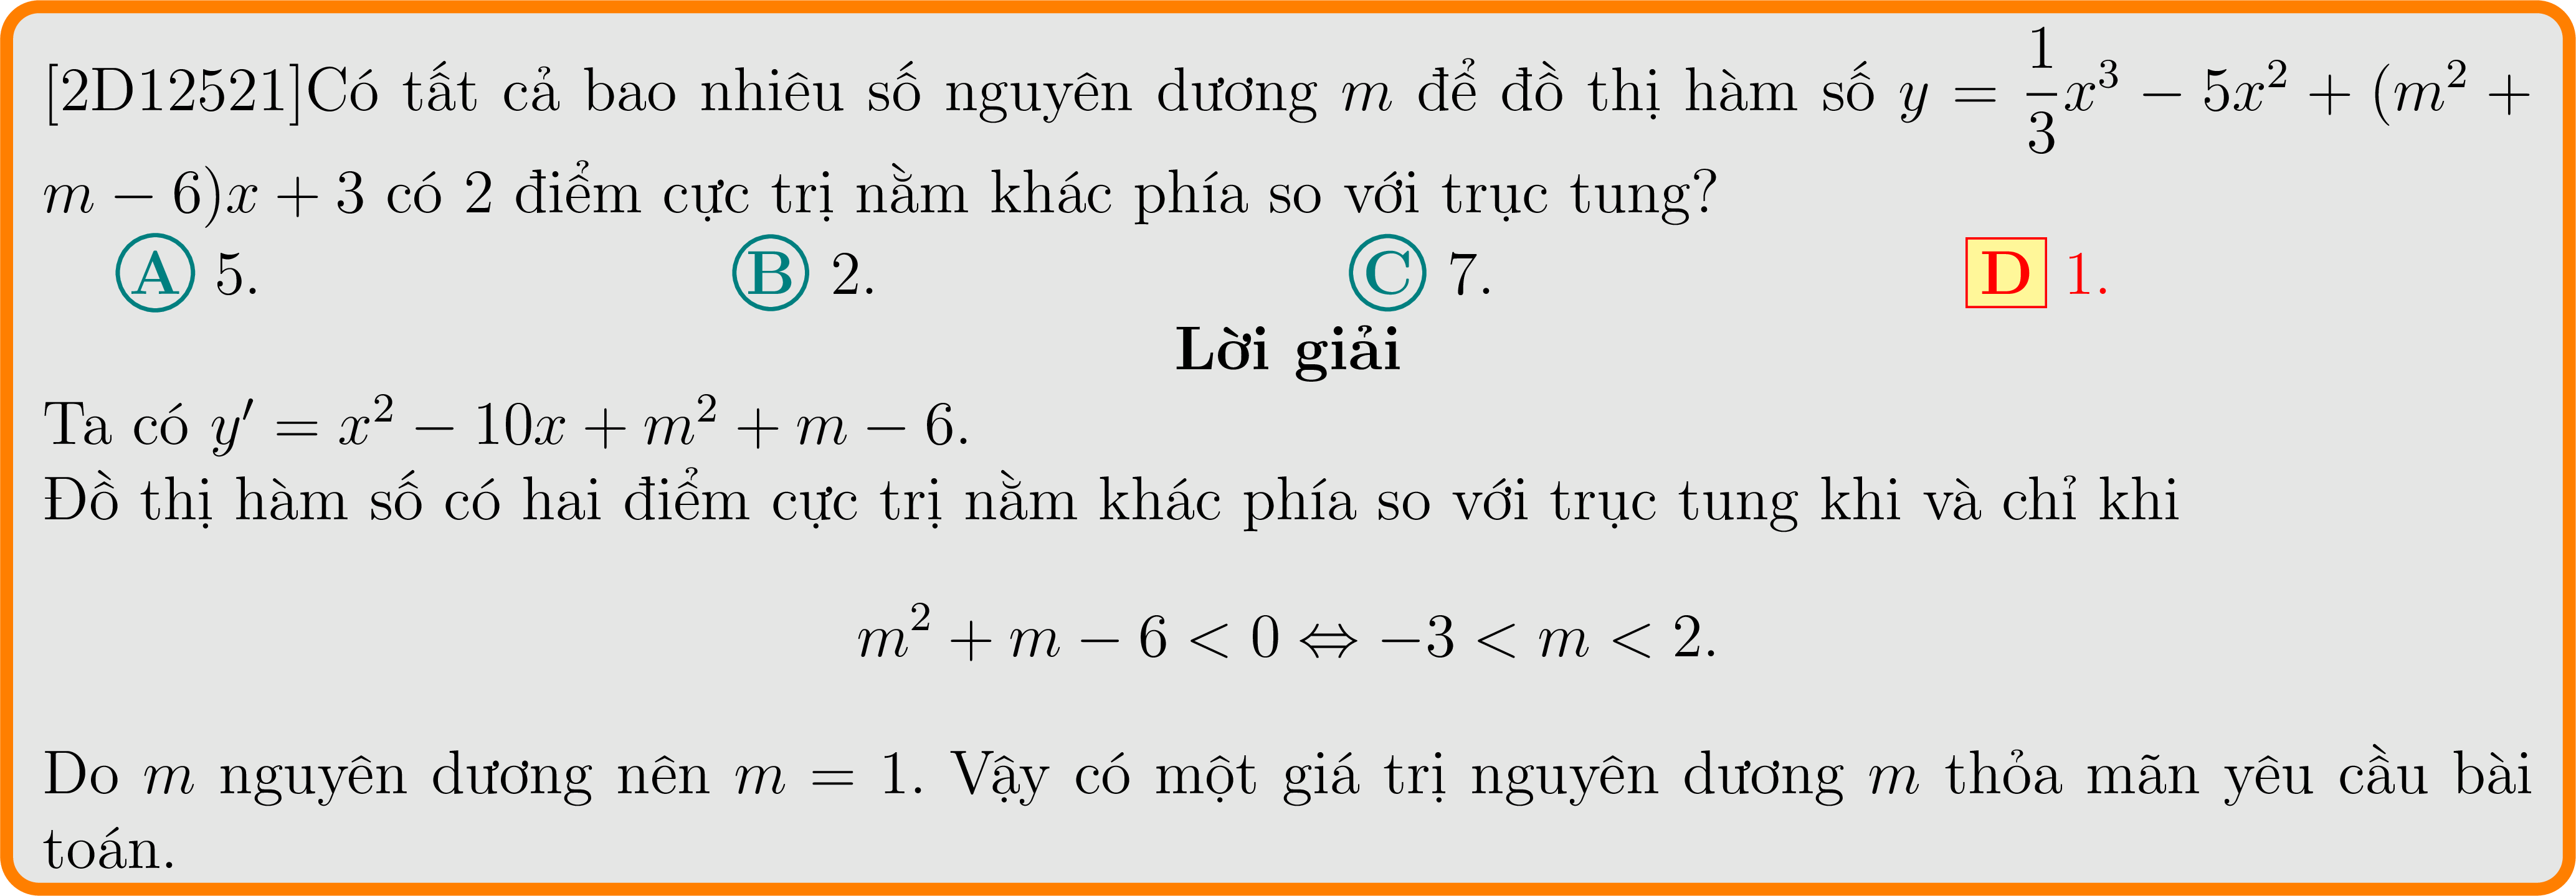 [2D12521]Có tất cả bao nhiêu số nguyên dương m để đồ thị hàm số y = \frac{1}{3}x^3 − 5x^2 + (m^2 +
m − 6)x + 3 có 2 điểm cực trị nằm khác phía so với trục tung?
A 5. B 2. C 7. D 1.
Lời giải
Ta có y′ = x^2 − 10x + m^2 + m − 6.
Đồ thị hàm số có hai điểm cực trị nằm khác phía so với trục tung khi và chỉ khi
m^2 + m − 6 < 0 ⇔ −3 < m < 2.
Do m nguyên dương nên m = 1. Vậy có một giá trị nguyên dương m thỏa mãn yêu cầu bài
toán.